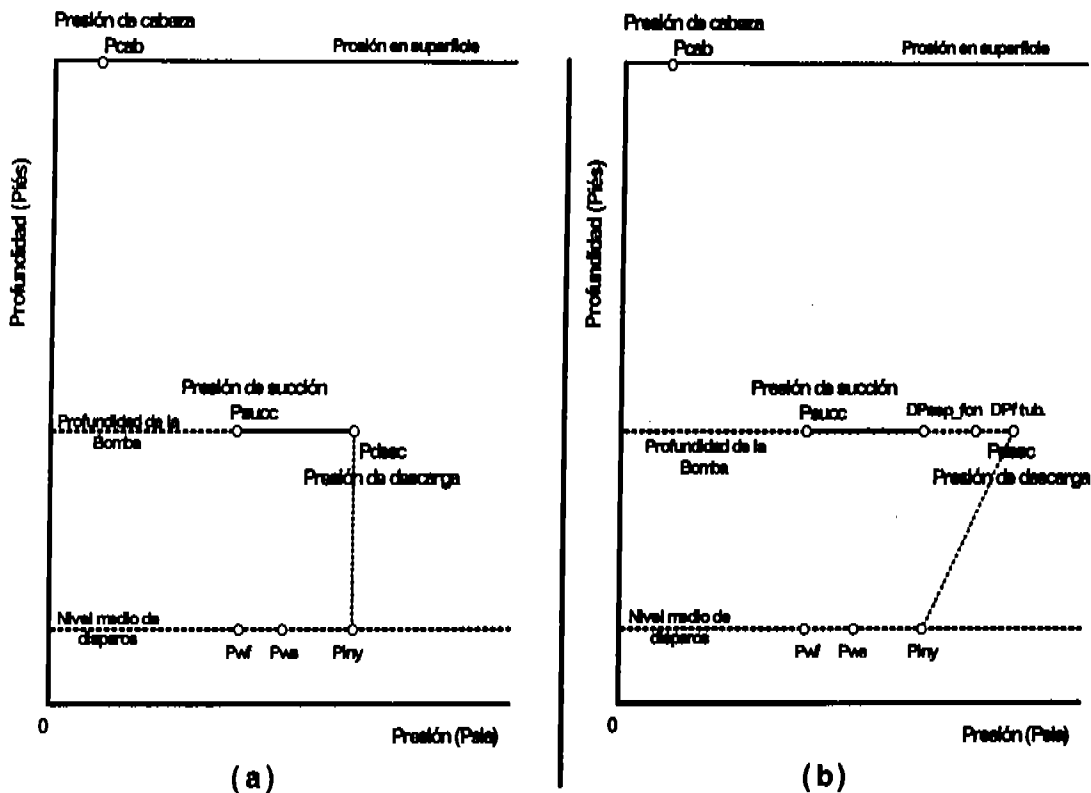 Presión de cabeza
Pcab
Presión en superficie
Profundidad (Piés)
Presión de succión
Psucc
Profundidad de la
Bomba
Pdesc
Presión de descarga
Nivel medio de
disparos
Pwf
Pws
Piny
0
Presión (Psia)
(a)
Presión de cabeza
Pcab
Presión en superficie
Profundidad (Piés)
Presión de succión
Psucc
DPsep_fon
DPf tub.
Profundidad de la
Bomba
Pdesc
Presión de descarga
Nivel medio de
disparos
Pwf
Pws
Piny
0
Presión (Psia)
(b)